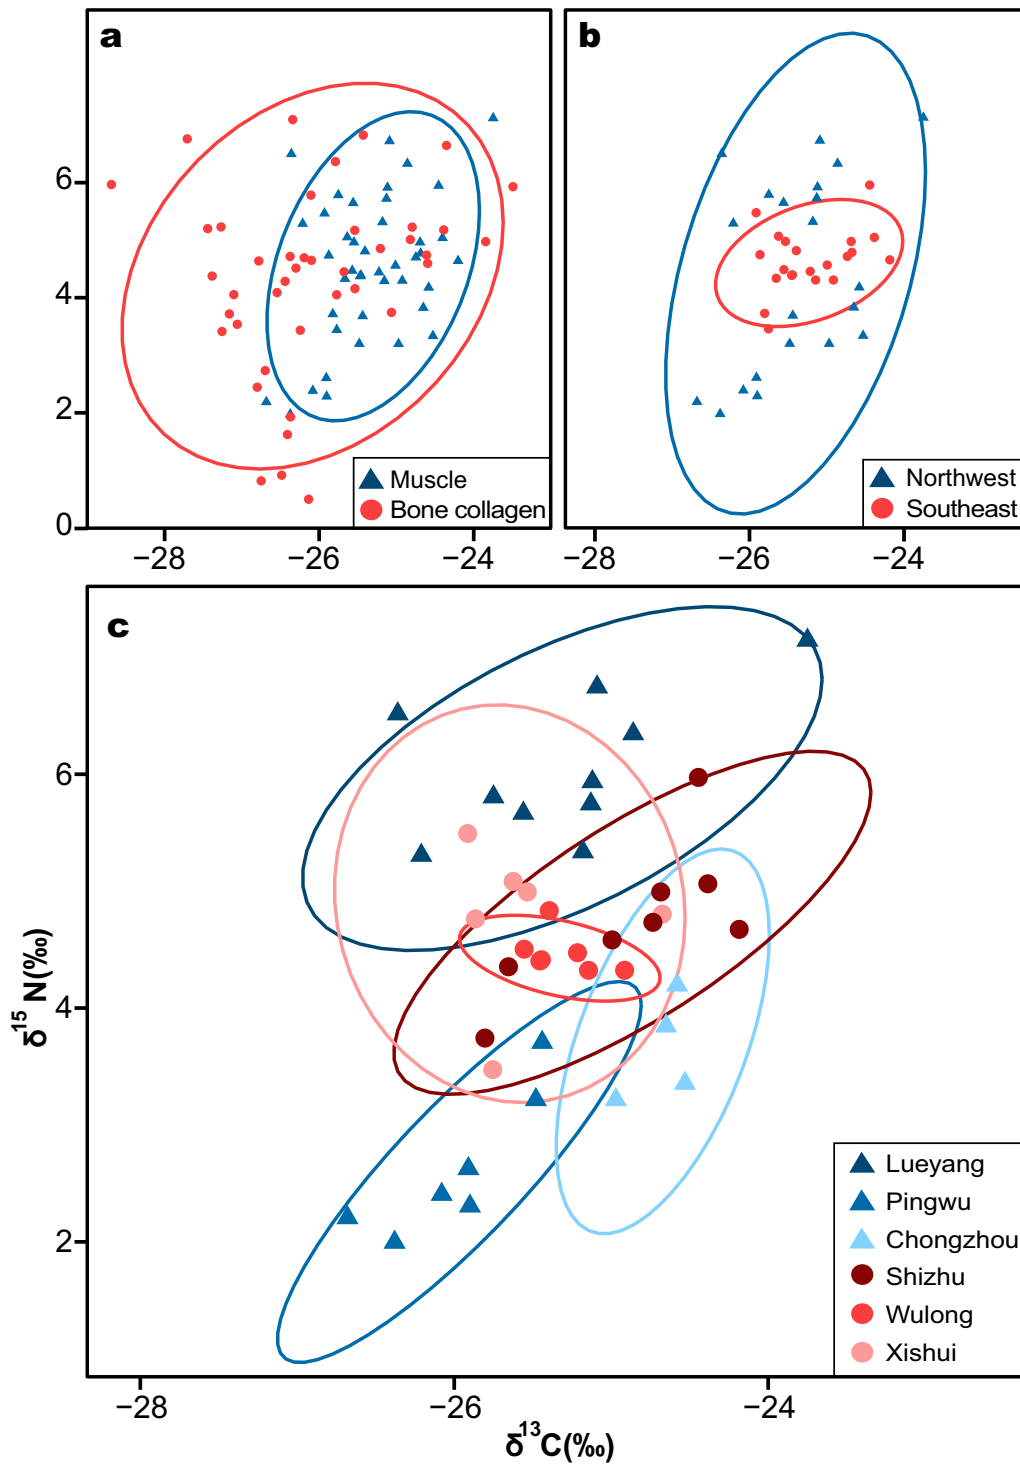 a
b
6
4
2
0
−28
−26
−24
−28
−26
−24
Muscle
Bone collagen
Northwest
Southeast
c
6
4
2
δ15 N(‰)
−28
−26
−24
δ13C(‰)
Lueyang
Pingwu
Chongzhou
Shizhu
Wulong
Xishui